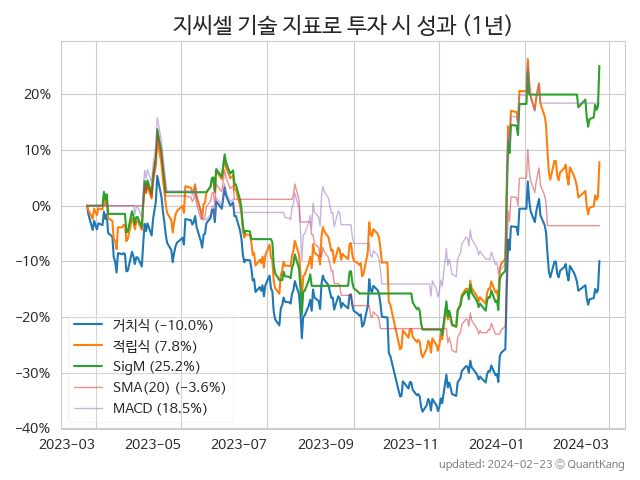 지씨셀 기술 지표로 투자 시 성과 (1년)
20%
10%
0%
−10%
−20%
−30%
−40%
거치식 (−10.0%)
적립식 (7.8%)
SigM (25.2%)
SMA(20) (−3.6%)
MACD (18.5%)
2023-03 2023-05 2023-07 2023-09 2023-11 2024-01 2024-03
updated: 2024-02-23 ⓒ QuantKang